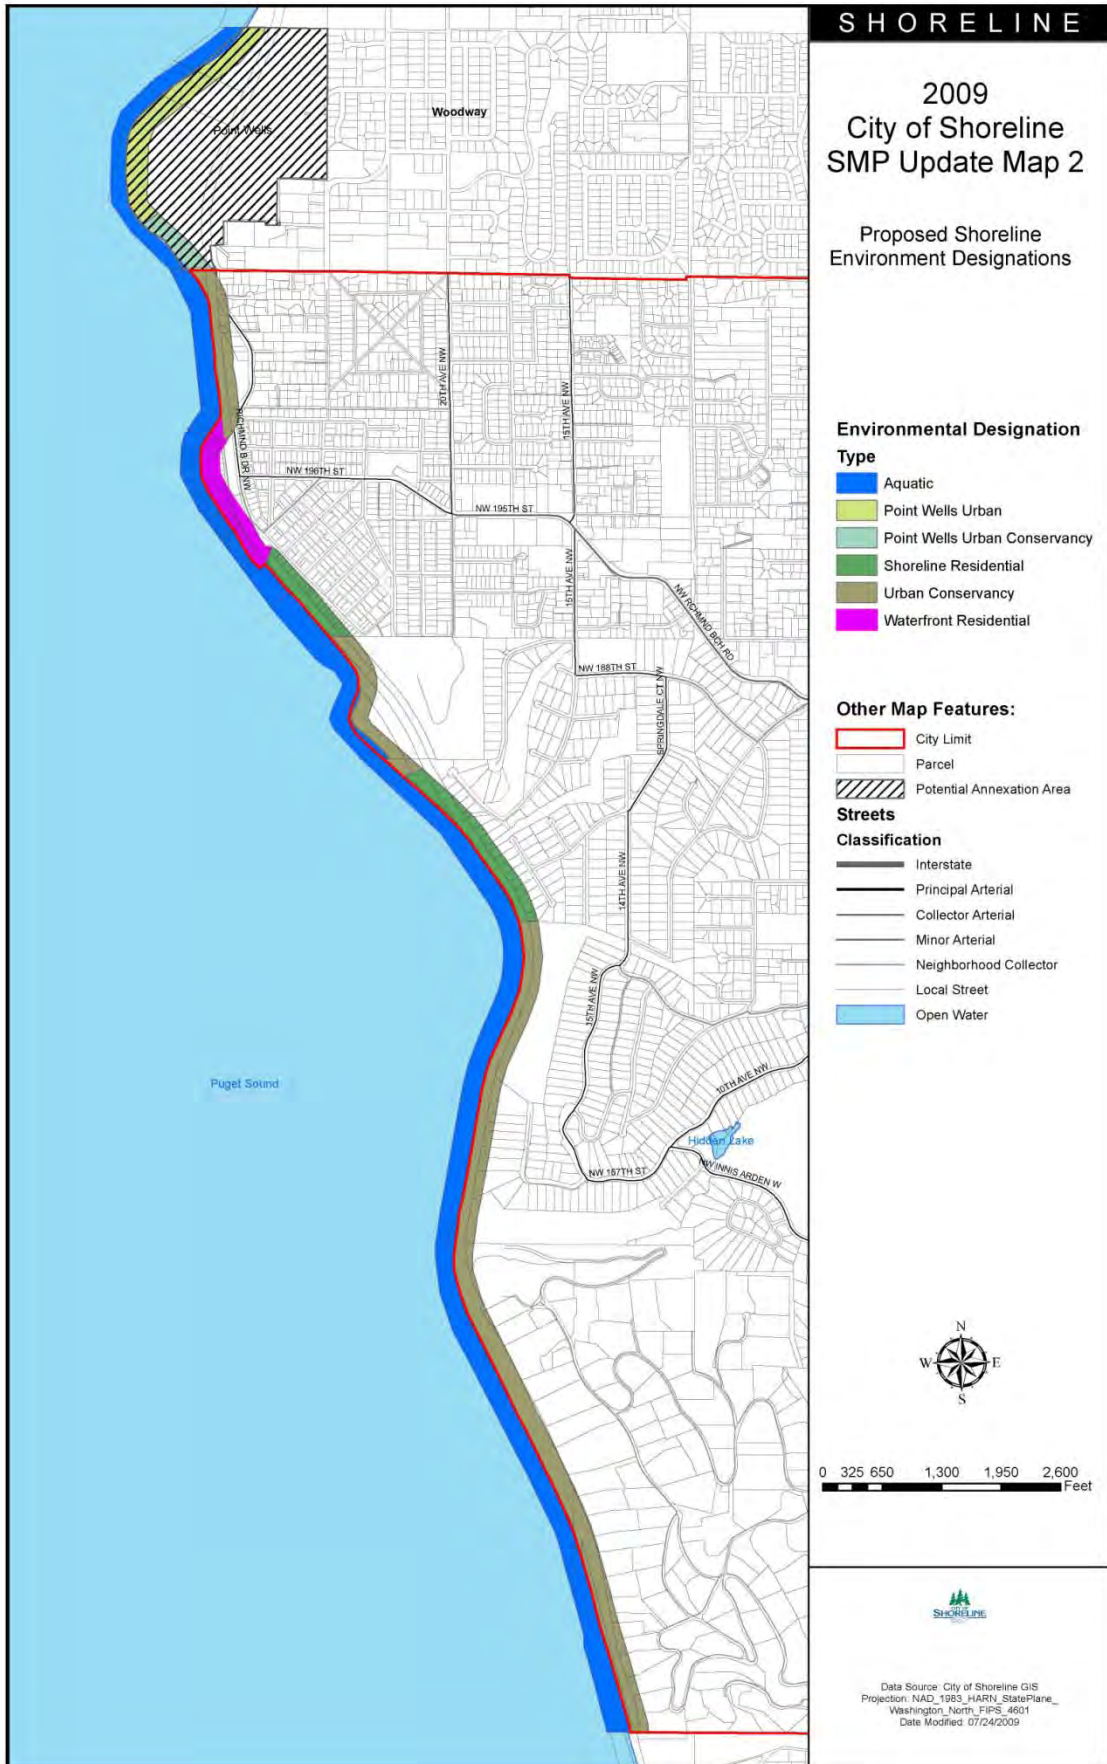 SHORELINE
2009
City of Shoreline
SMP Update Map 2
Proposed Shoreline
Environment Designations
Environmental Designation
Type
Aquatic
Point Wells Urban
Point Wells Urban Conservancy
Shoreline Residential
Urban Conservancy
Waterfront Residential
Other Map Features:
City Limit
Parcel
Potential Annexation Area
Streets
Classification
Interstate
Principal Arterial
Collector Arterial
Minor Arterial
Neighborhood Collector
Local Street
Open Water
N
W
E
S
0 325 650 1,300 1,950 2,600
Feet
CITY OF
SHORELINE
Data Source: City of Shoreline GIS
Projection: NAD_1983_HARN_StatePlane_
Washington_North_FIPS_4601
Date Modified: 07/24/2009
Point Wells
Woodway
20TH AVE NW
15TH AVE NW
RICHMND B DR NW
NW 196TH ST
NW 195TH ST
15TH AVE NW
NW RCHMND BCH RD
NW 188TH ST
SPRINGDALE CT NW
14TH AVE NW
15TH AVE NW
10TH AVE NW
Puget Sound
Hidden Lake
NW 167TH ST
NW INNIS ARDEN W